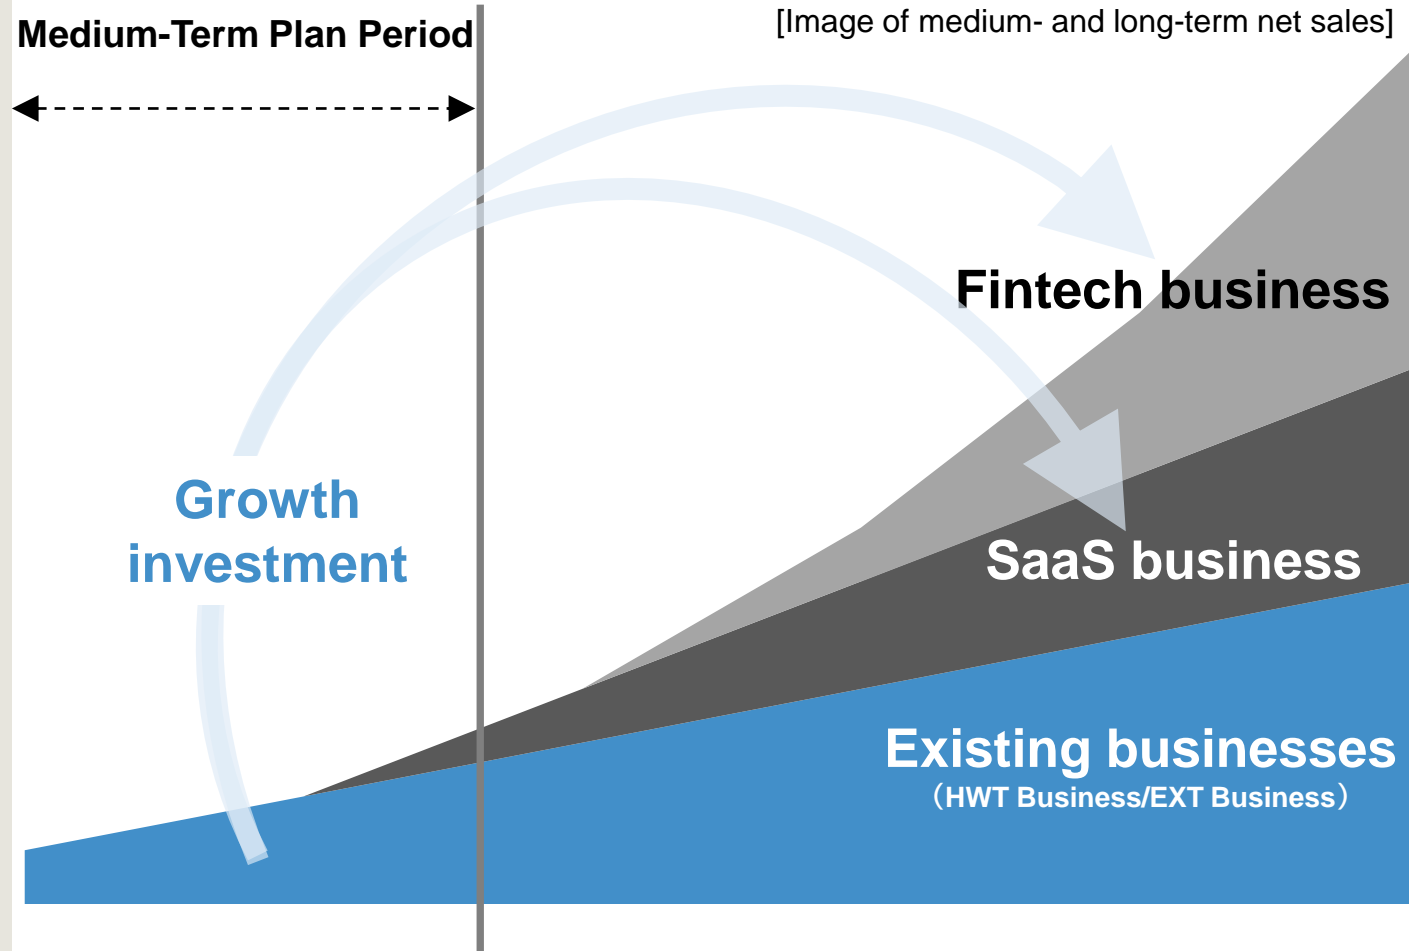 Medium-Term Plan Period
[Image of medium- and long-term net sales]
Fintech business
Growth
investment
SaaS business
Existing businesses
（HWT Business/EXT Business）